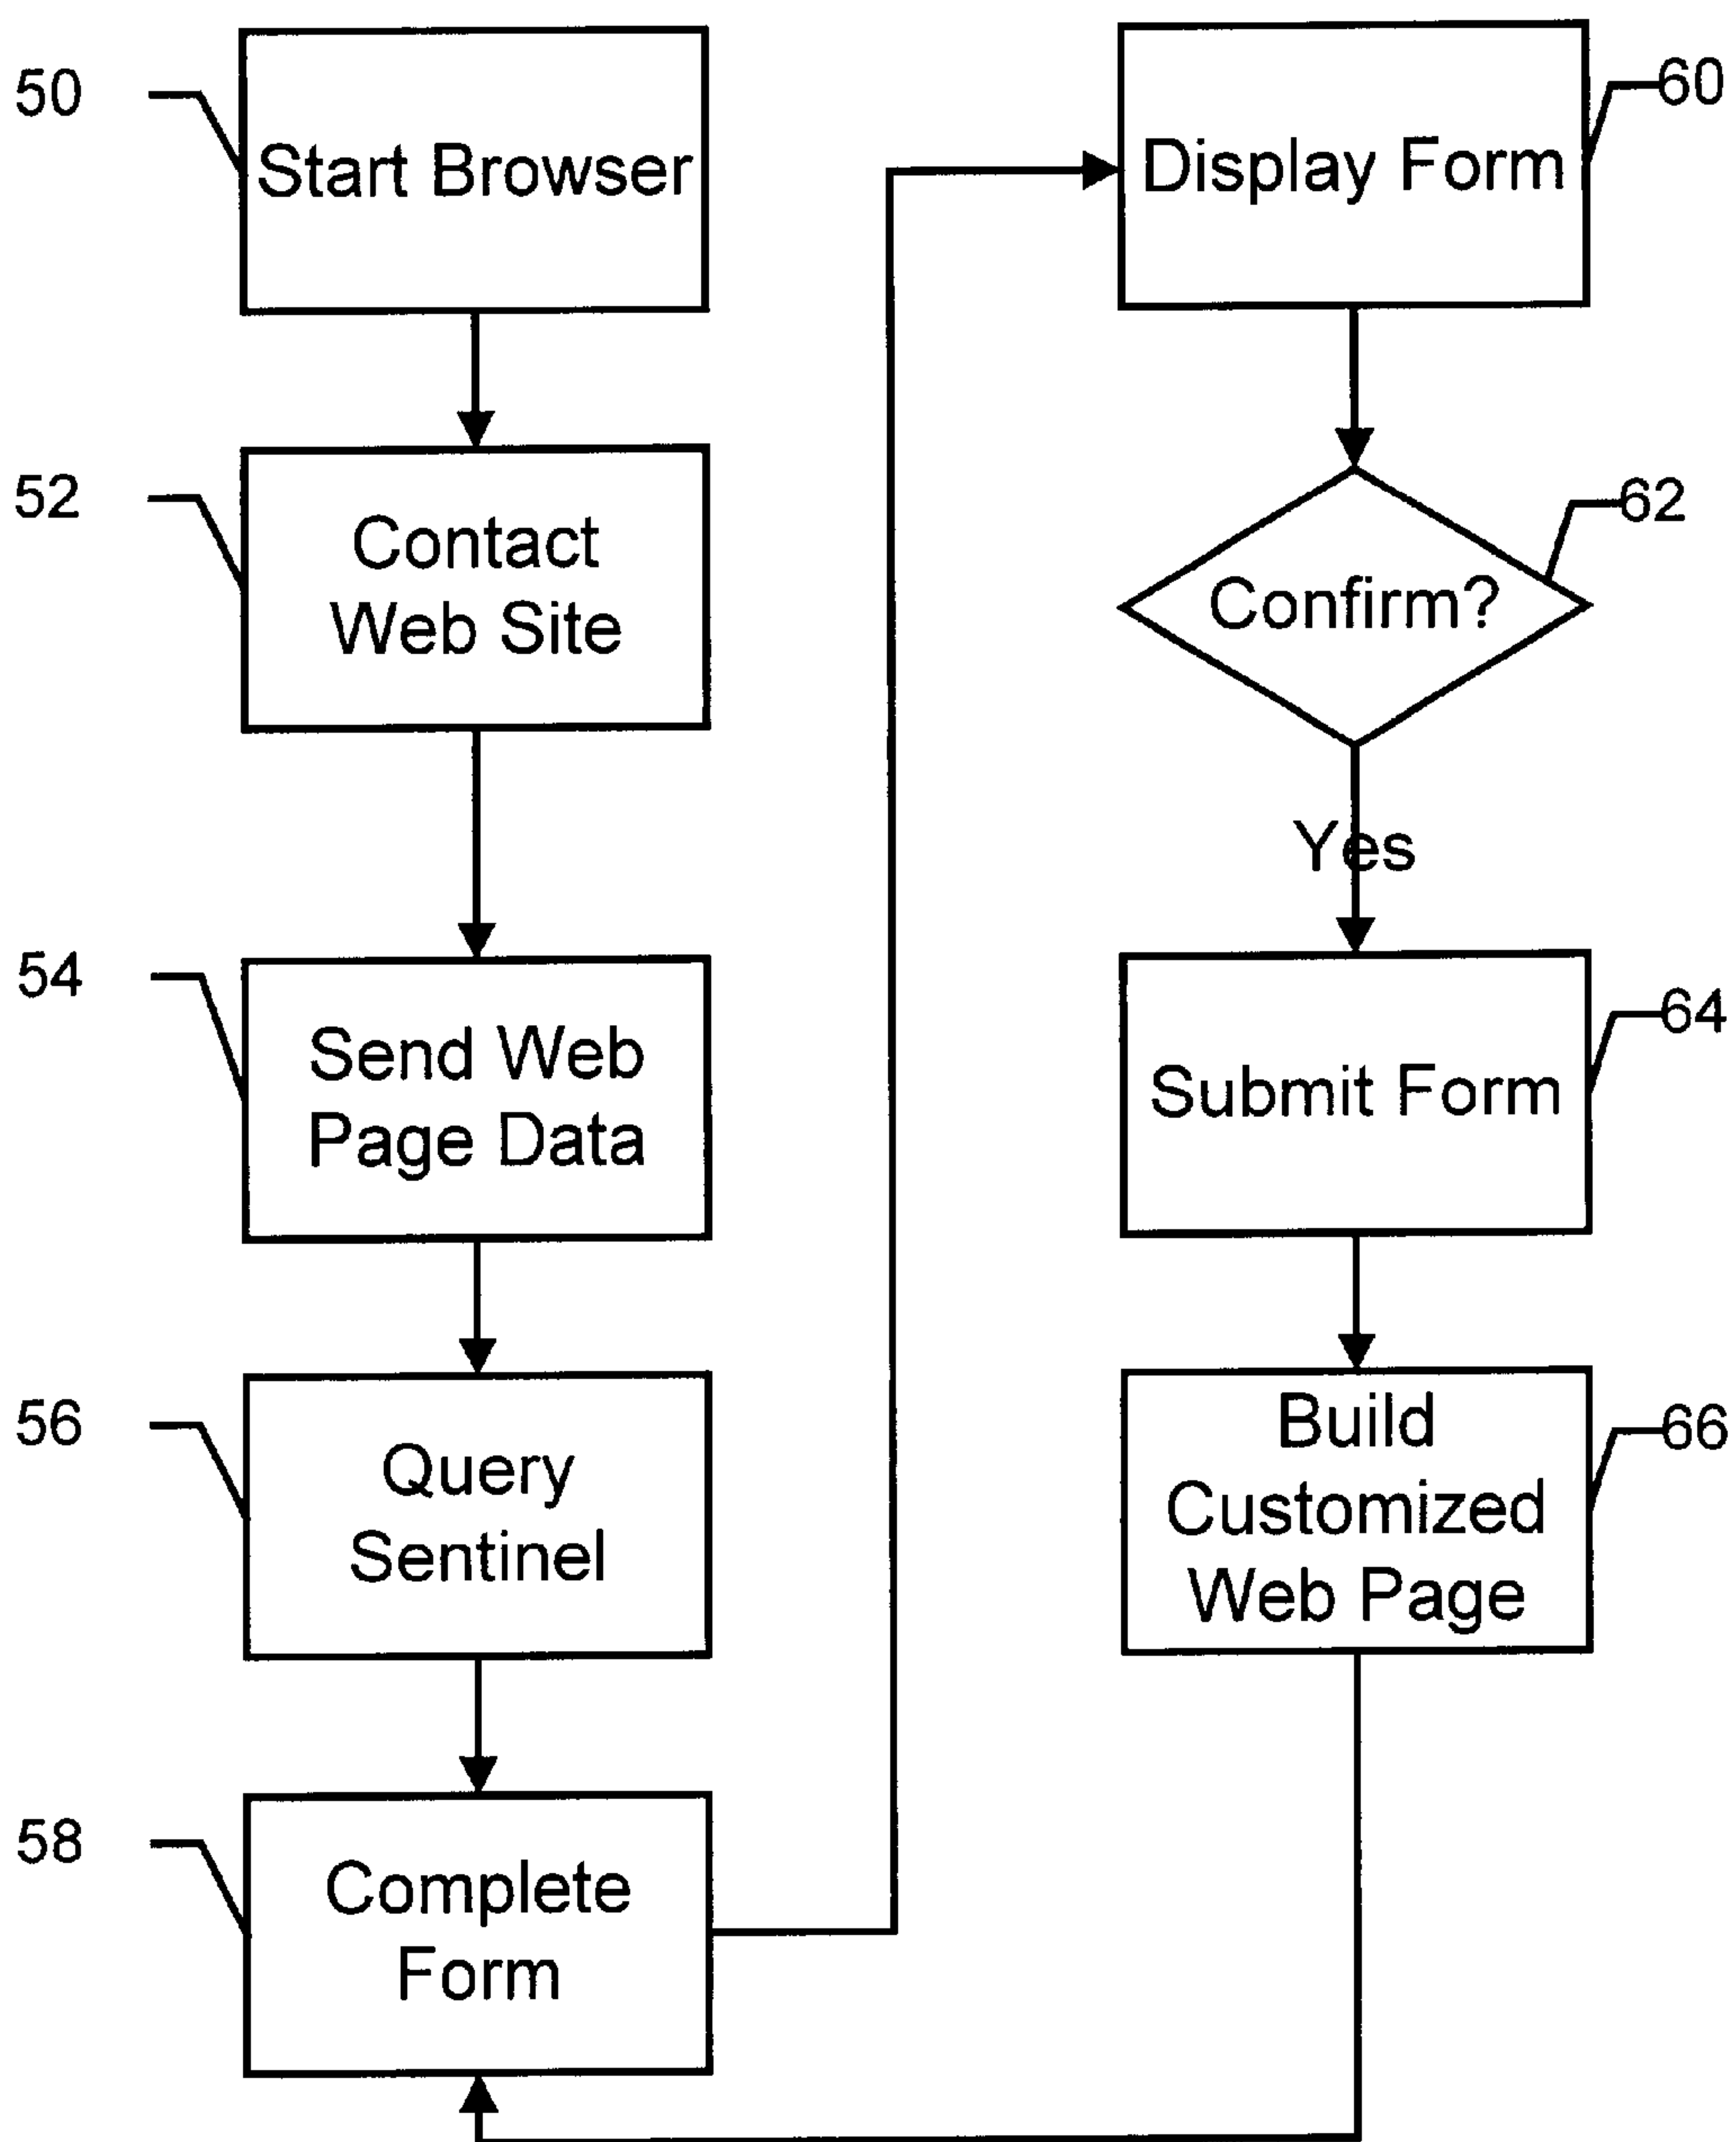 50
Start Browser
52
Contact
Web Site
54
Send Web
Page Data
56
Query
Sentinel
58
Complete
Form
60
Display Form
62
Confirm?
Yes
64
Submit Form
66
Build
Customized
Web Page